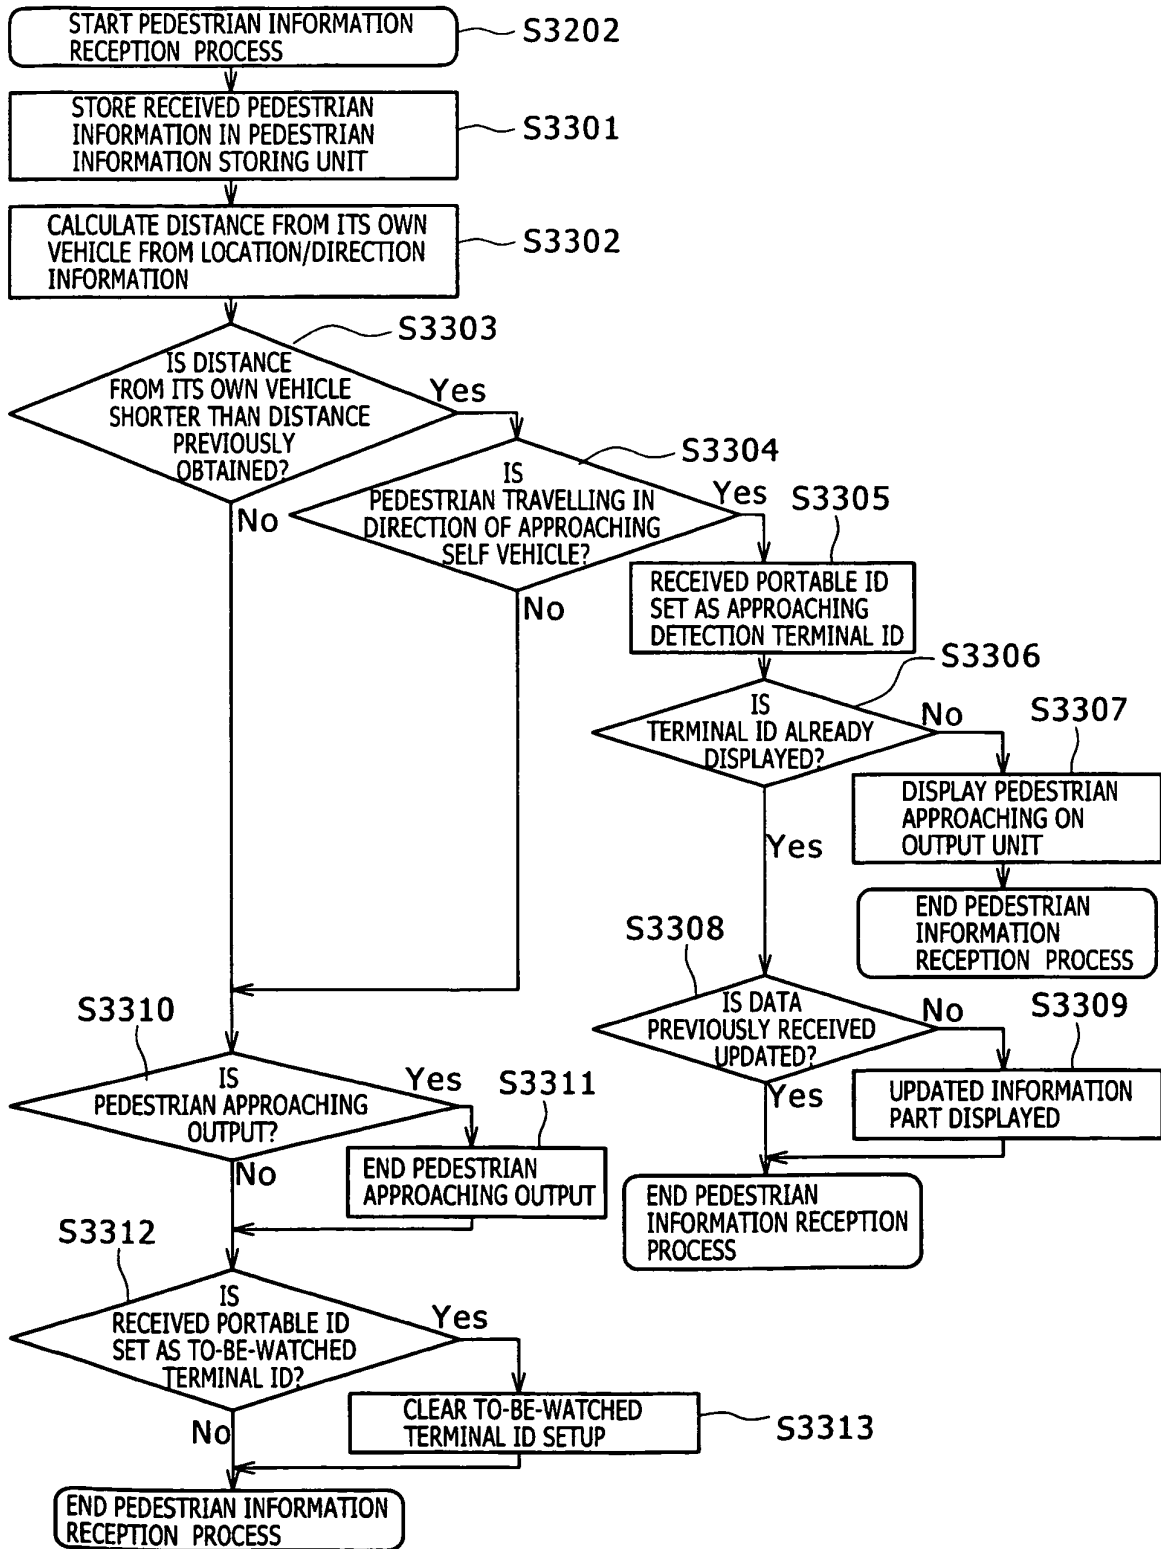 START PEDESTRIAN INFORMATION
RECEPTION PROCESS
S3202
STORE RECEIVED PEDESTRIAN
INFORMATION IN PEDESTRIAN
INFORMATION STORING UNIT
S3301
CALCULATE DISTANCE FROM ITS OWN
VEHICLE FROM LOCATION/DIRECTION
INFORMATION
S3302
S3303
IS DISTANCE
FROM ITS OWN VEHICLE
SHORTER THAN DISTANCE
PREVIOUSLY
OBTAINED?
Yes
No
S3304
IS
PEDESTRIAN TRAVELLING IN
DIRECTION OF APPROACHING
SELF VEHICLE?
Yes
No
S3305
RECEIVED PORTABLE ID
SET AS APPROACHING
DETECTION TERMINAL ID
S3306
IS
TERMINAL ID ALREADY
DISPLAYED?
No
Yes
S3307
DISPLAY PEDESTRIAN
APPROACHING ON
OUTPUT UNIT
END PEDESTRIAN
INFORMATION
RECEPTION PROCESS
S3308
IS DATA
PREVIOUSLY RECEIVED
UPDATED?
No
Yes
S3309
UPDATED INFORMATION
PART DISPLAYED
END PEDESTRIAN
INFORMATION RECEPTION
PROCESS
S3310
IS
PEDESTRIAN APPROACHING
OUTPUT?
Yes
No
S3311
END PEDESTRIAN
APPROACHING OUTPUT
S3312
IS
RECEIVED PORTABLE ID
SET AS TO-BE-WATCHED
TERMINAL ID?
Yes
No
CLEAR TO-BE-WATCHED
TERMINAL ID SETUP
S3313
END PEDESTRIAN INFORMATION
RECEPTION PROCESS